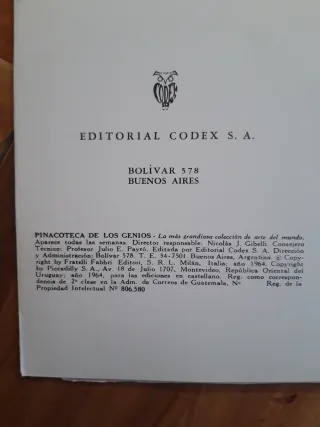 CODEX
EDITORIAL CODEX S. A.
BOLÍVAR 578
BUENOS AIRES
PINACOTECA DE LOS GENIOS - La más grandiosa colección de arte del mundo.
Aparece todas las semanas. Director responsable: Nicolás J. Gibelli. Consejero
Técnico: Profesor Julio E. Payró. Editada por Editorial Codex S. A. Dirección
y Administración: Bolívar 578. T. E. 34-7501. Buenos Aires, Argentina. © Copy-
right by Fratelli Fabbri Editori, S. R. L. Milán, Italia; año 1964. Copyright
by Piccadilly S. A., Av. 18 de Julio 1707, Montevideo, República Oriental del
Uruguay; año 1964, para las ediciones en castellano. Reg. como correspon-
dencia de 2ª clase en la Adm. de Correos de Guatemala, Nº Reg. de la
Propiedad Intelectual Nº 806.580